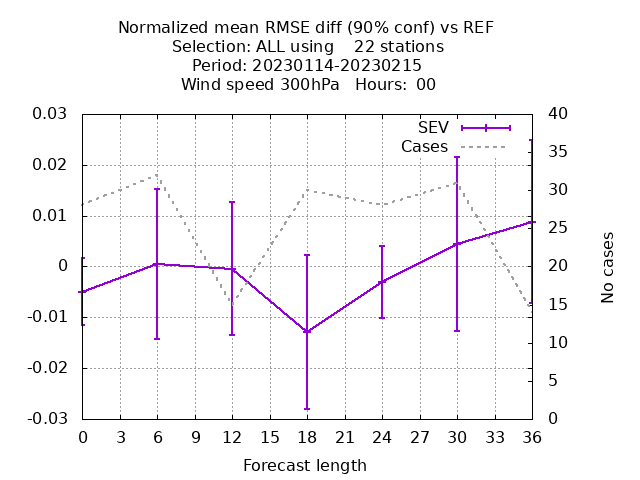 Normalized mean RMSE diff (90% conf) vs REF
Selection: ALL using    22 stations
Period: 20230114-20230215
Wind speed 300hPa   Hours:  00
SEV
Cases
0.03
0.02
0.01
0
-0.01
-0.02
-0.03
40
35
30
25
20
15
10
5
0
No cases
0 3 6 9 12 15 18 21 24 27 30 33 36
Forecast length